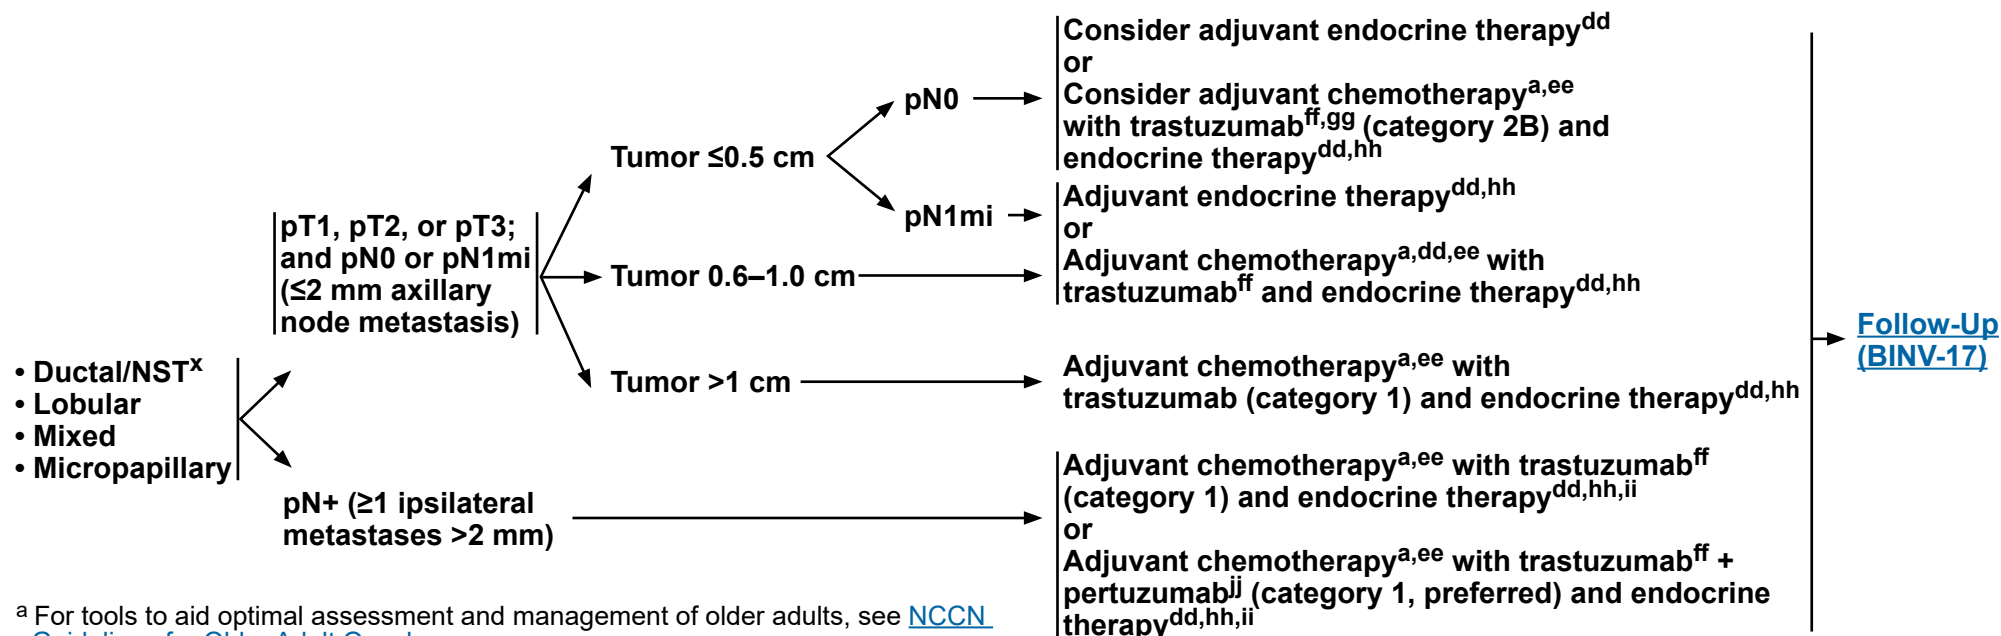 • Ductal/NSTx
• Lobular
• Mixed
• Micropapillary
pT1, pT2, or pT3;
and pN0 or pN1mi
(≤2 mm axillary
node metastasis)
pN+ (≥1 ipsilateral
metastases >2 mm)
Tumor ≤0.5 cm
pN0
pN1mi
Tumor 0.6–1.0 cm
Tumor >1 cm
Consider adjuvant endocrine therapydd
or
Consider adjuvant chemotherapya,ee
with trastuzumabff,gg (category 2B) and
endocrine therapydd,hh
Adjuvant endocrine therapydd,hh
or
Adjuvant chemotherapya,dd,ee with
trastuzumabff and endocrine therapydd,hh
Adjuvant chemotherapya,ee with
trastuzumab (category 1) and endocrine therapydd,hh
Adjuvant chemotherapya,ee with trastuzumabff
(category 1) and endocrine therapydd,hh,ii
or
Adjuvant chemotherapya,ee with trastuzumabff +
pertuzumabjj (category 1, preferred) and endocrine
therapydd,hh,ii
Follow-Up
(BINV-17)
a For tools to aid optimal assessment and management of older adults, see NCCN